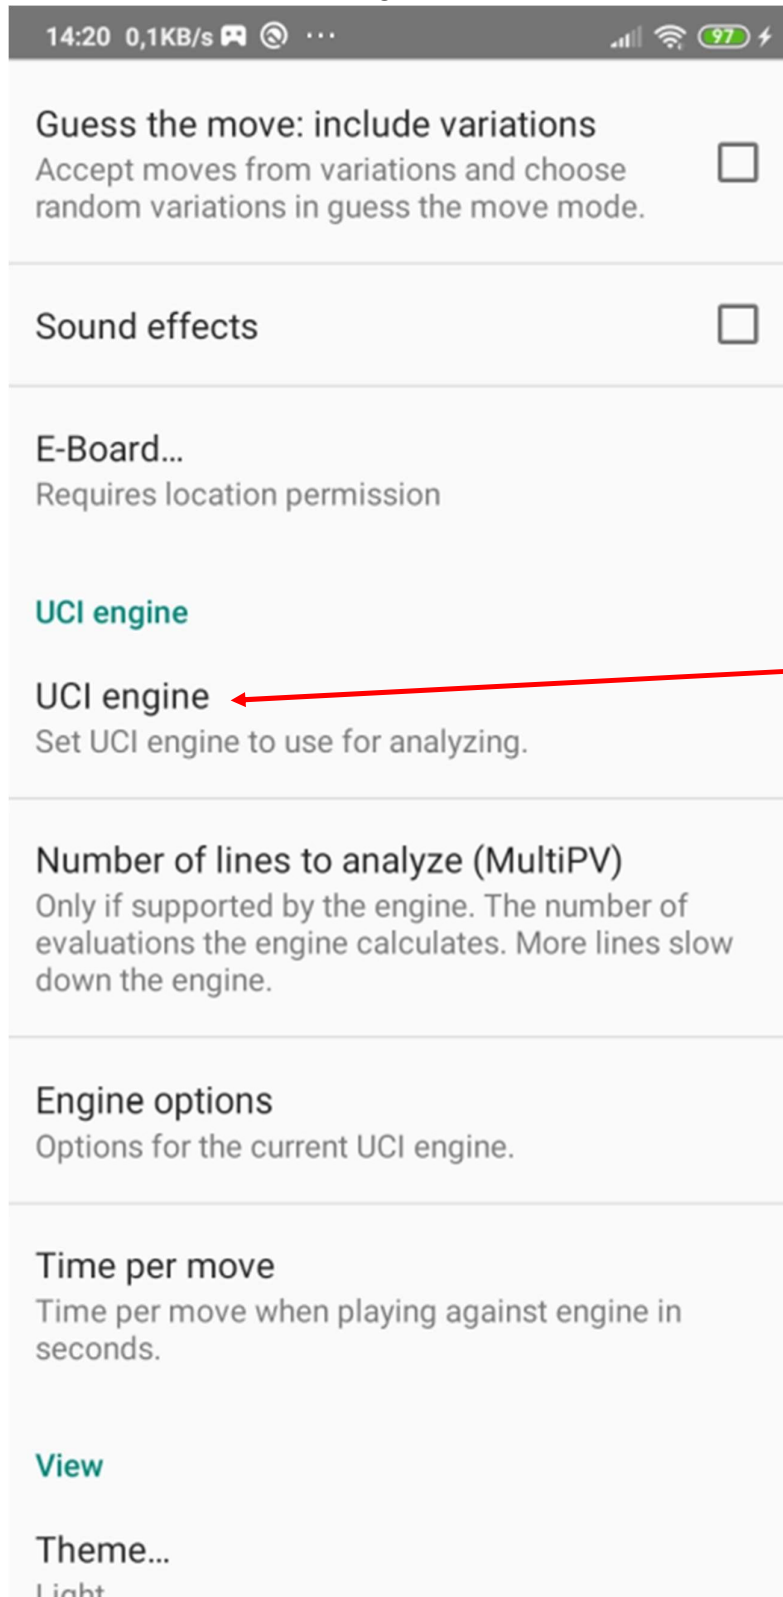 14:20 0,1KB/s ··· 97
Guess the move: include variations
Accept moves from variations and choose
random variations in guess the move mode.
Sound effects
E-Board…
Requires location permission
UCI engine
UCI engine
Set UCI engine to use for analyzing.
Number of lines to analyze (MultiPV)
Only if supported by the engine. The number of
evaluations the engine calculates. More lines slow
down the engine.
Engine options
Options for the current UCI engine.
Time per move
Time per move when playing against engine in
seconds.
View
Theme…
Light